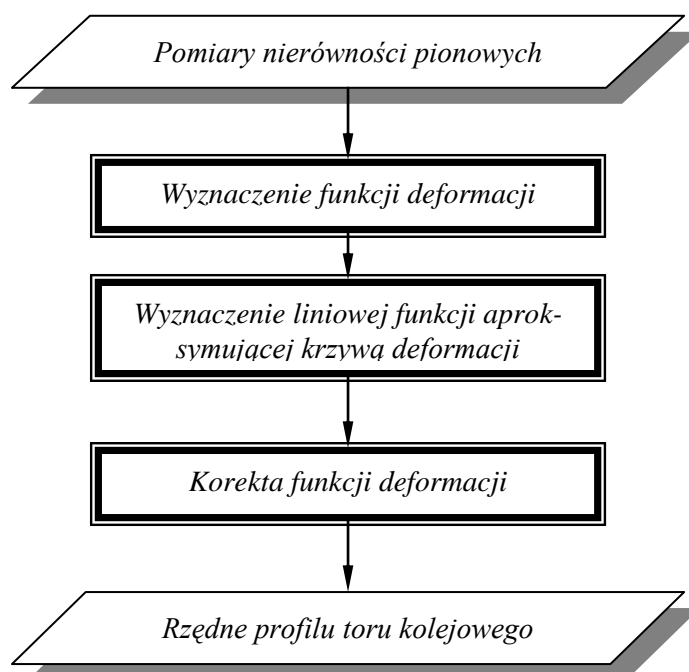 Pomiary nierówności pionowych
Wyznaczenie funkcji deformacji
Wyznaczenie liniowej funkcji aprok-
symującej krzywą deformacji
Korekta funkcji deformacji
Rzędne profilu toru kolejowego